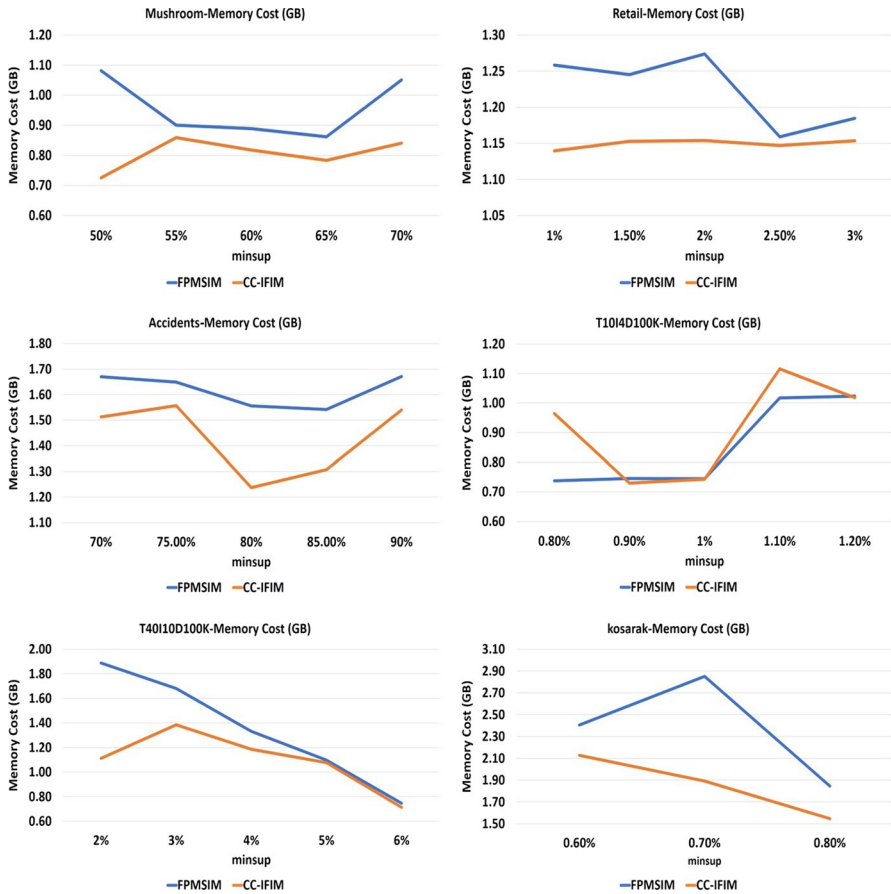 Mushroom-Memory Cost (GB)
Memory Cost (GB)
1.20
1.10
1.00
0.90
0.80
0.70
0.60
50% 55% 60% 65% 70%
minsup
FPMSIM CC-IFIM
Retail-Memory Cost (GB)
Memory Cost (GB)
1.30
1.25
1.20
1.15
1.10
1.05
1% 1.50% 2% 2.50% 3%
minsup
FPMSIM CC-IFIM
Accidents-Memory Cost (GB)
Memory Cost (GB)
1.80
1.70
1.60
1.50
1.40
1.30
1.20
1.10
70% 75.00% 80% 85.00% 90%
minsup
FPMSIM CC-IFIM
T10I4D100K-Memory Cost (GB)
Memory Cost (GB)
1.20
1.10
1.00
0.90
0.80
0.70
0.60
0.80% 0.90% 1% 1.10% 1.20%
minsup
FPMSIM CC-IFIM
T40I10D100K-Memory Cost (GB)
Memory Cost (GB)
2.00
1.80
1.60
1.40
1.20
1.00
0.80
0.60
2% 3% 4% 5% 6%
minsup
FPMSIM CC-IFIM
kosarak-Memory Cost (GB)
Memory Cost (GB)
3.10
2.90
2.70
2.50
2.30
2.10
1.90
1.70
1.50
0.60% 0.70% 0.80%
minsup
FPMSIM CC-IFIM